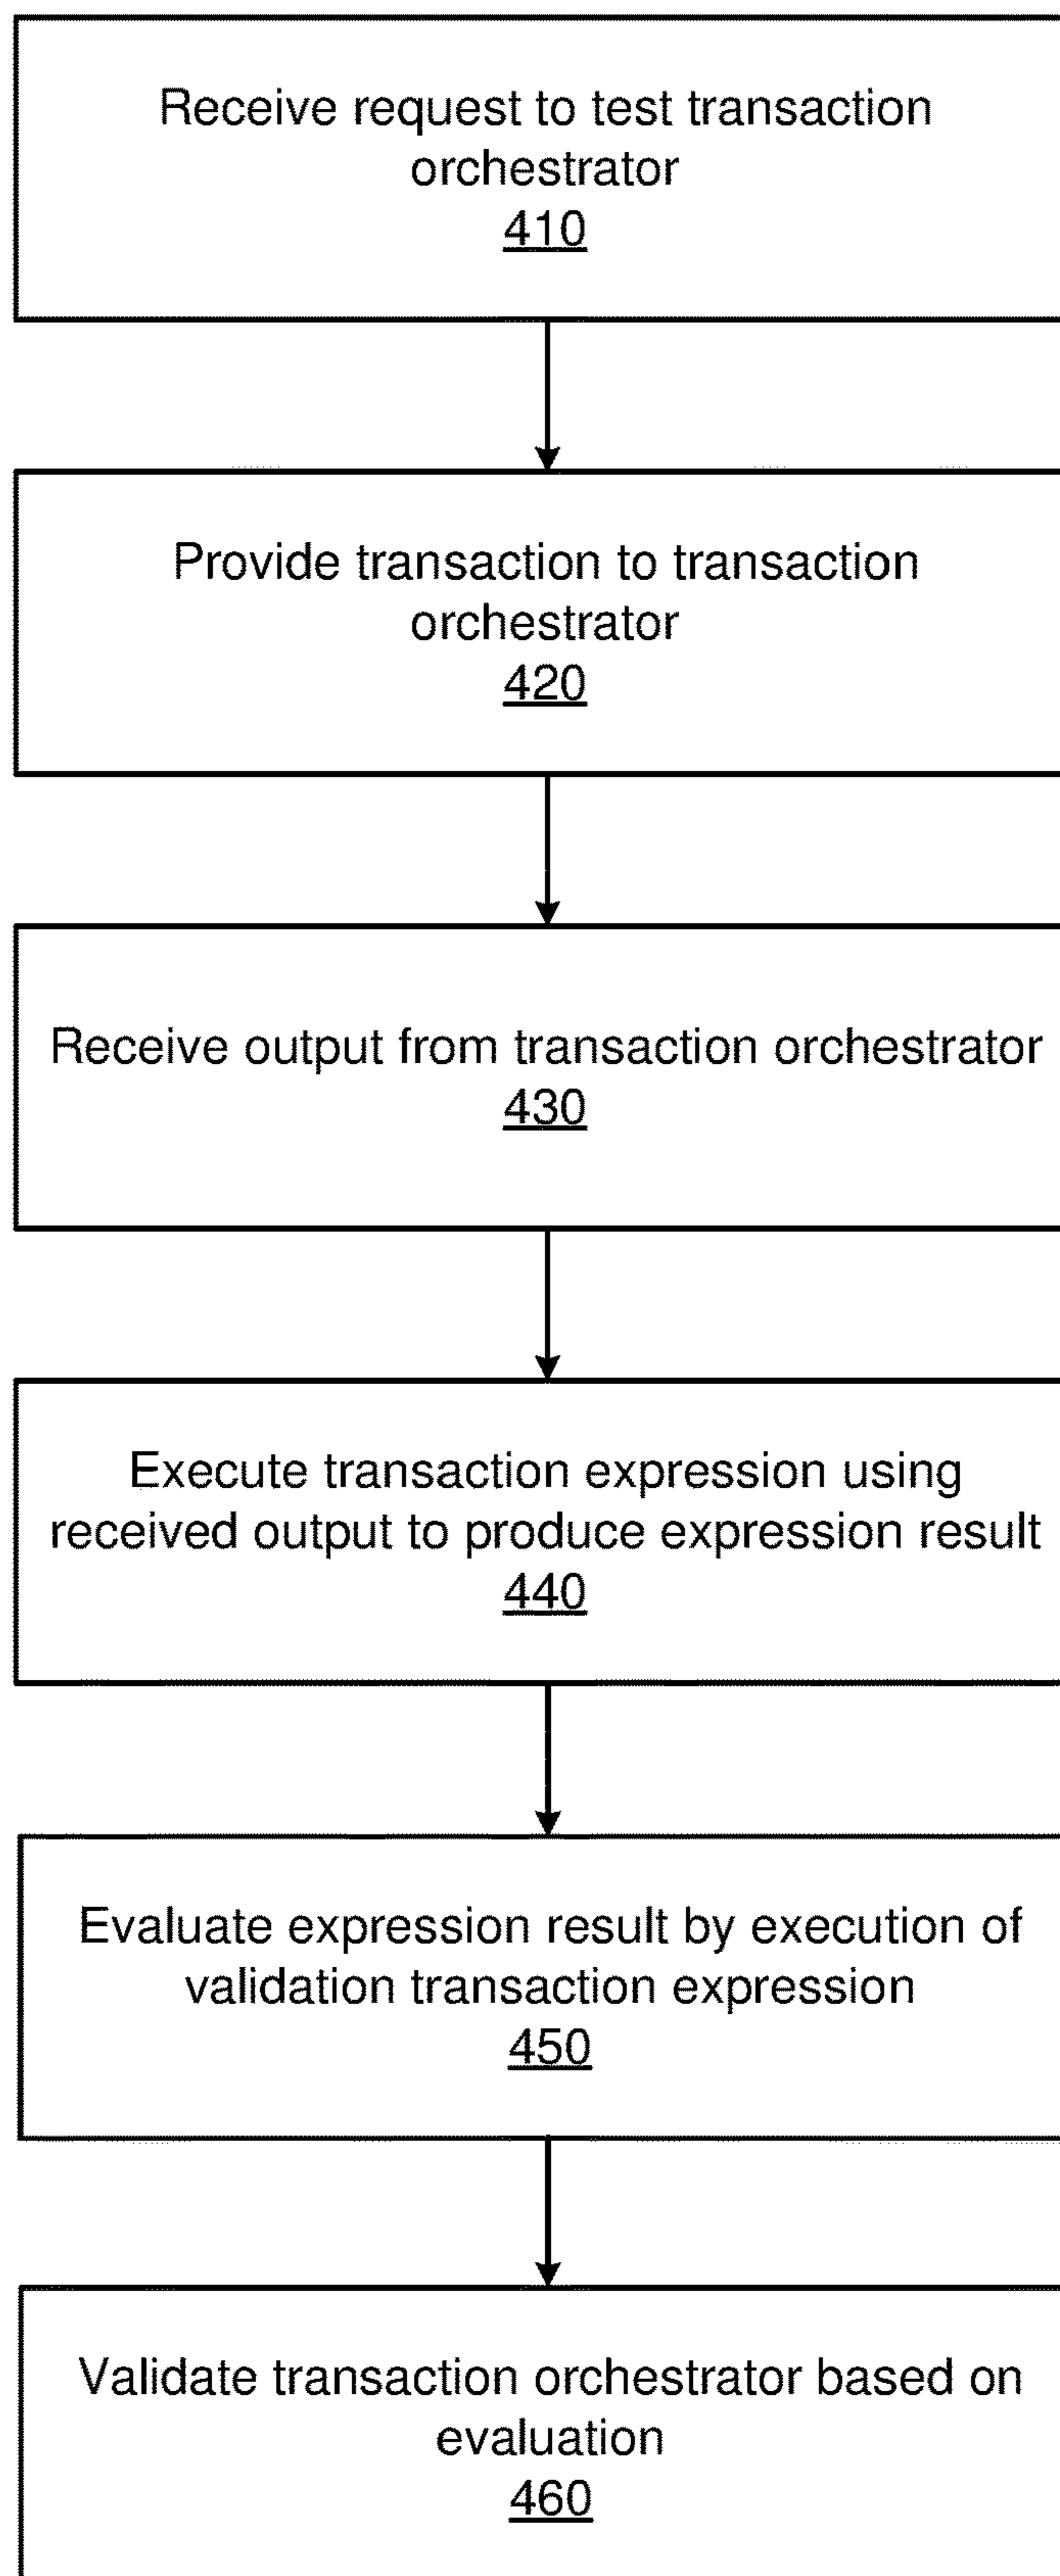 Receive request to test transaction
orchestrator
410
Provide transaction to transaction
orchestrator
420
Receive output from transaction orchestrator
430
Execute transaction expression using
received output to produce expression result
440
Evaluate expression result by execution of
validation transaction expression
450
Validate transaction orchestrator based on
evaluation
460